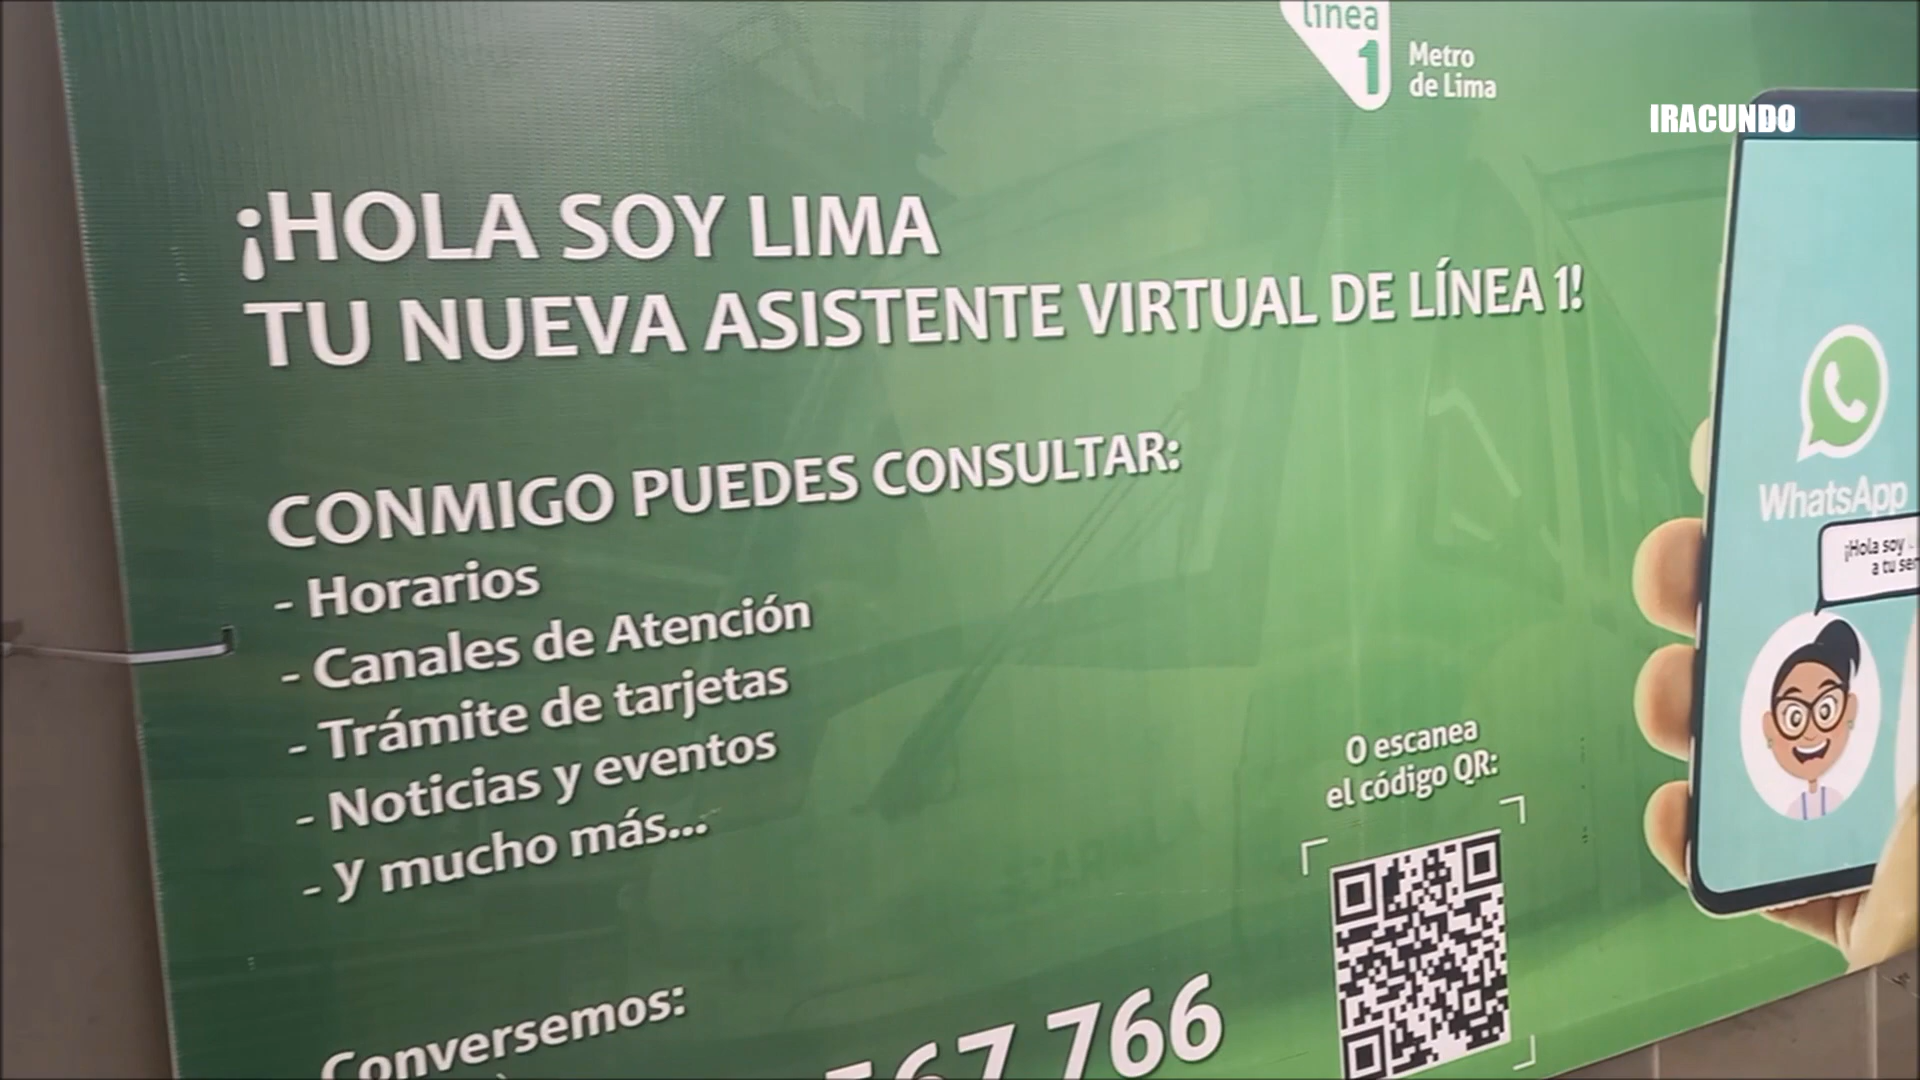 línea
1
Metro
de Lima
IRACUNDO
¡HOLA SOY LIMA
TU NUEVA ASISTENTE VIRTUAL DE LÍNEA 1!
CONMIGO PUEDES CONSULTAR:
- Horarios
- Canales de Atención
- Trámite de tarjetas
- Noticias y eventos
- y mucho más...
WhatsApp
¡Hola soy
a tu
O escanea
el código QR:
Conversemos:
567 766